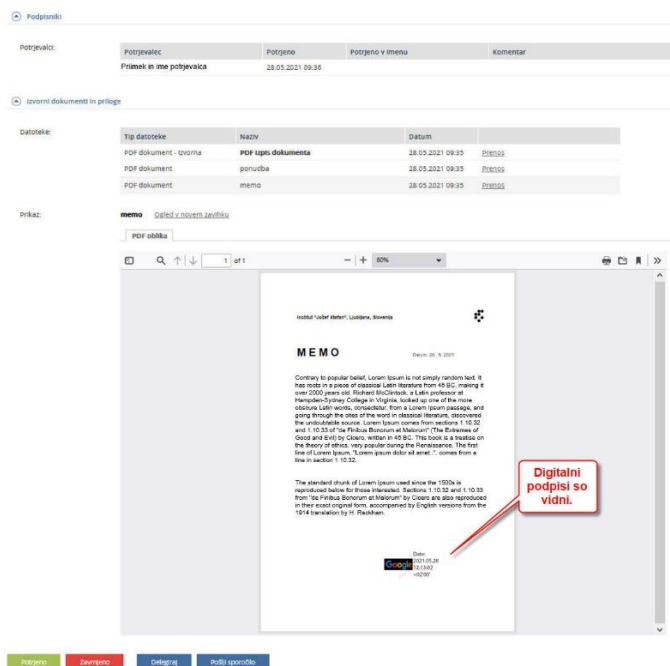 Podpisniki
Potrjevalci:
Potrjevalec Potrjeno Potrjeno v imenu Komentar
Priimek in ime potrjevalca 28.05.2021 09:36
Izvorni dokumenti in priloge
Datoteke:
Tip datoteke Naziv Datum
PDF dokument - izvorna PDF izpis dokumenta 28.05.2021 09:35 Prenos
PDF dokument ponudba 28.05.2021 09:35 Prenos
PDF dokument memo 28.05.2021 09:35 Prenos
Prikaz: memo Ogled v novem zavihku
PDF oblika
1 of 1 60%
Institut "Jožef Stefan", Ljubljana, Slovenija
MEMO Datum: 28. 5. 2021
Contrary to popular belief, Lorem Ipsum is not simply random text. It
has roots in a piece of classical Latin literature from 45 BC, making it
over 2000 years old. Richard McClintock, a Latin professor at
Hampden-Sydney College in Virginia, looked up one of the more
obscure Latin words, consectetur, from a Lorem Ipsum passage, and
going through the cites of the word in classical literature, discovered
the undoubtable source. Lorem Ipsum comes from sections 1.10.32
and 1.10.33 of "de Finibus Bonorum et Malorum" (The Extremes of
Good and Evil) by Cicero, written in 45 BC. This book is a treatise on
the theory of ethics, very popular during the Renaissance. The first
line of Lorem Ipsum, "Lorem ipsum dolor sit amet..", comes from a
line in section 1.10.32.
The standard chunk of Lorem Ipsum used since the 1500s is
reproduced below for those interested. Sections 1.10.32 and 1.10.33
from "de Finibus Bonorum et Malorum" by Cicero are also reproduced
in their exact original form, accompanied by English versions from the
1914 translation by H. Rackham.
Digitalni
podpisi so
vidni.
Google
Date:
2021.05.28
12:13:02
+02'00'
Potrjeno Zavrnjeno Delegiraj Pošlji sporočilo